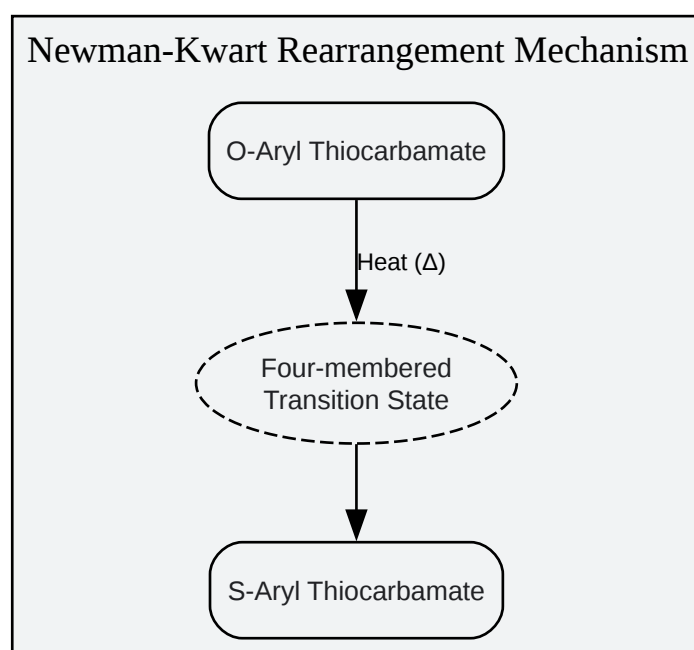 Newman-Kwart Rearrangement Mechanism
O-Aryl Thiocarbamate
Heat (Δ)
Four-membered
Transition State
S-Aryl Thiocarbamate